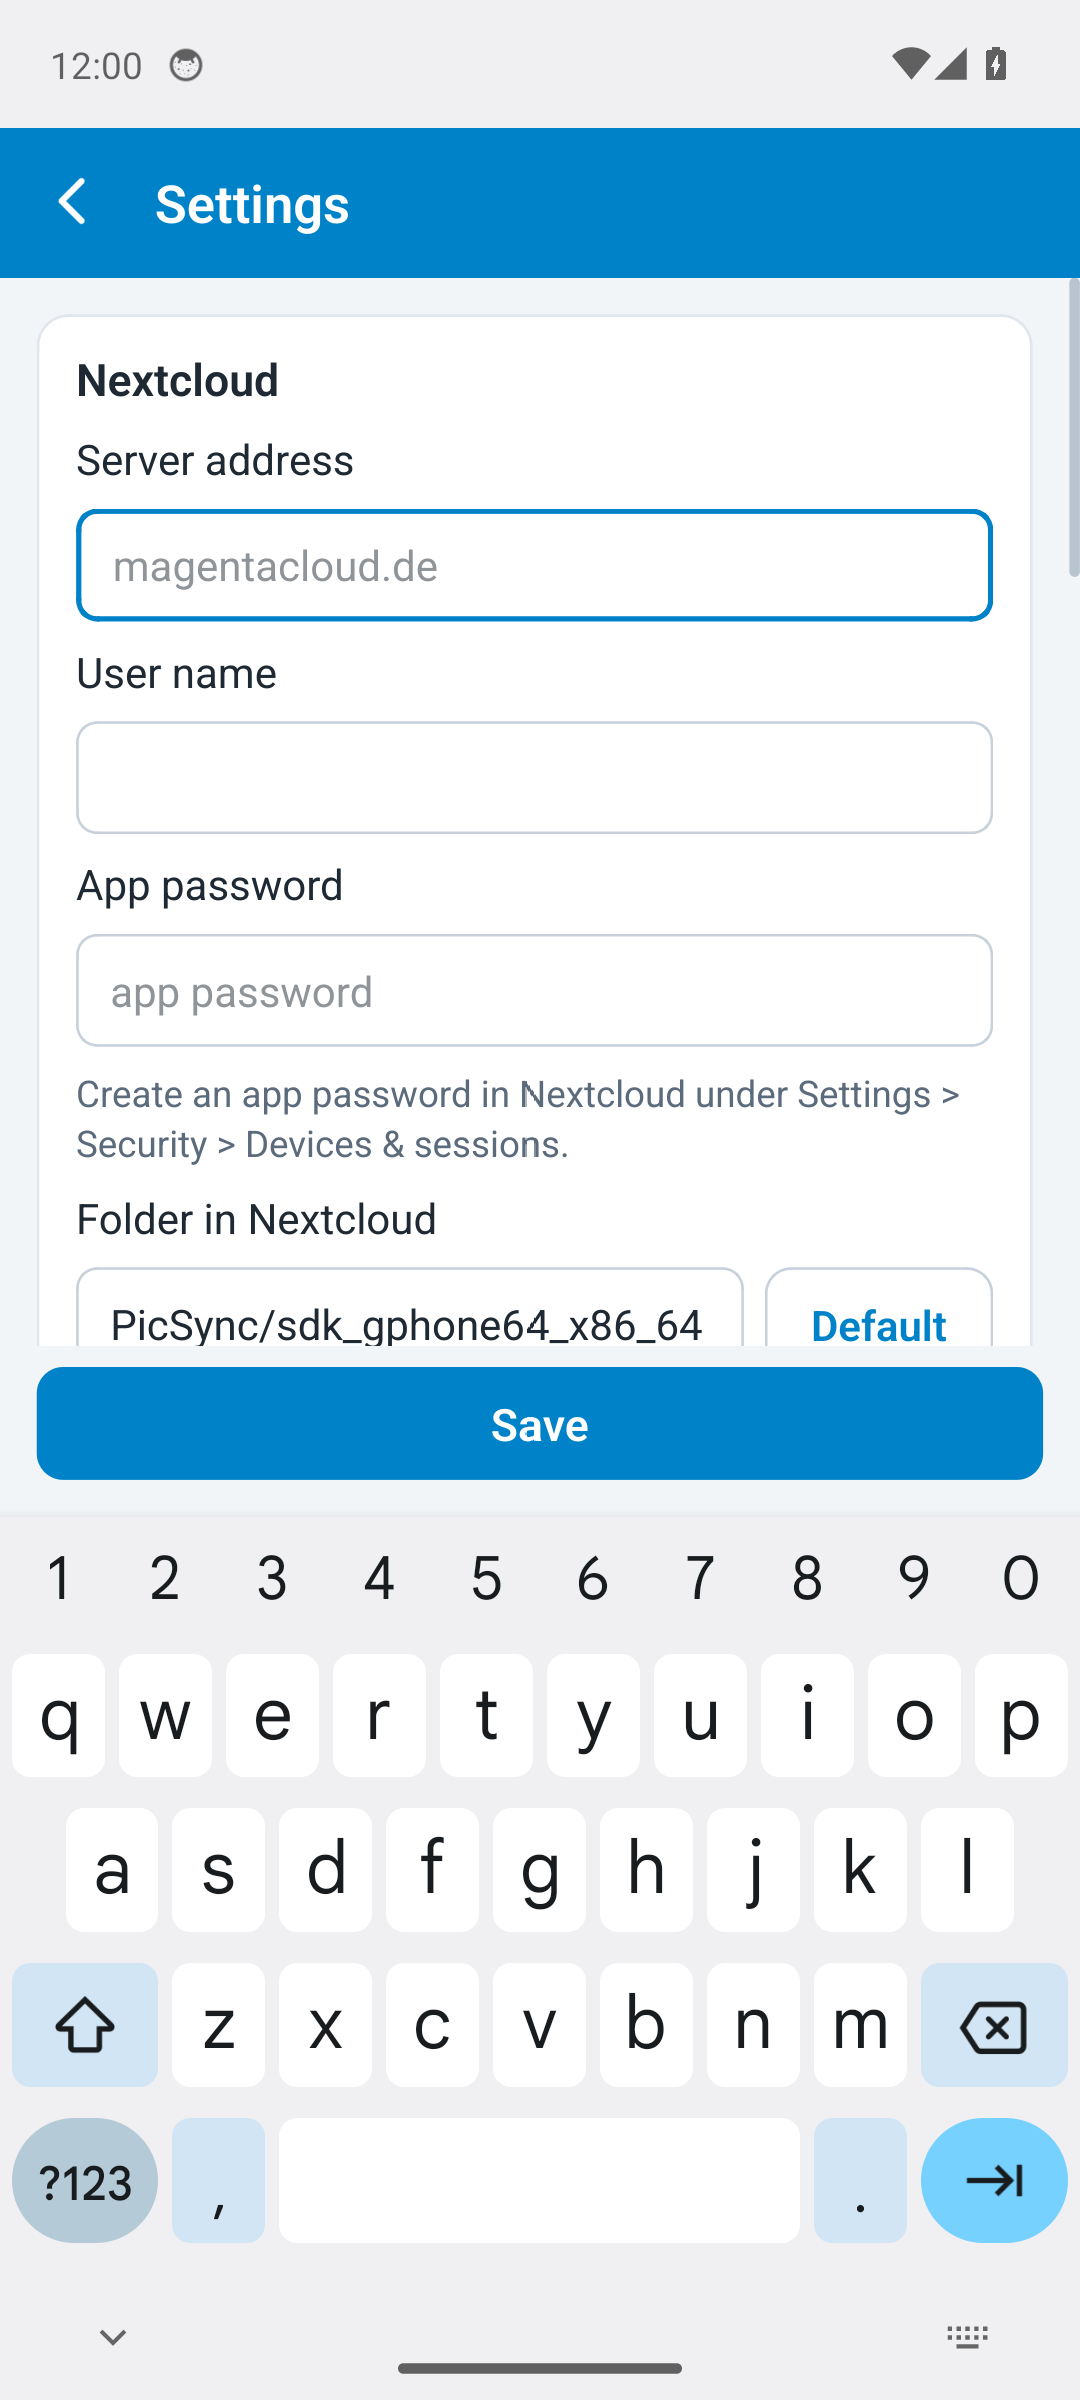 12:00
Settings
Nextcloud
Server address
magentacloud.de
User name
App password
app password
Create an app password in Nextcloud under Settings >
Security > Devices & sessions.
Folder in Nextcloud
PicSync/sdk_gphone64_x86_64
Default
Save
1 2 3 4 5 6 7 8 9 0
q w e r t y u i o p
a s d f g h j k l
z x c v b n m
?123 , .